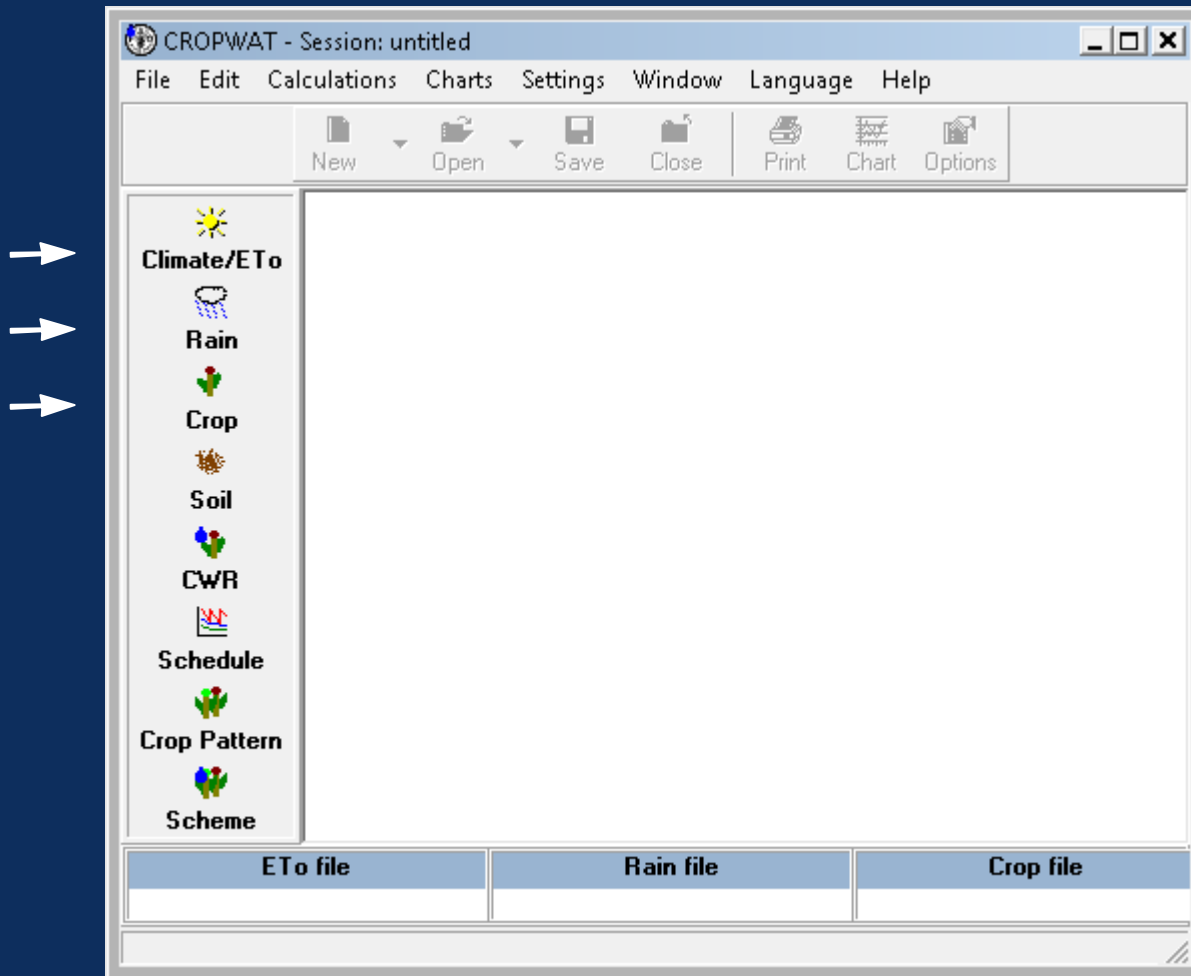 CROPWAT - Session: untitled
File Edit Calculations Charts Settings Window Language Help
New Open Save Close Print Chart Options
Climate/ETo
Rain
Crop
Soil
CWR
Schedule
Crop Pattern
Scheme
ETo file Rain file Crop file